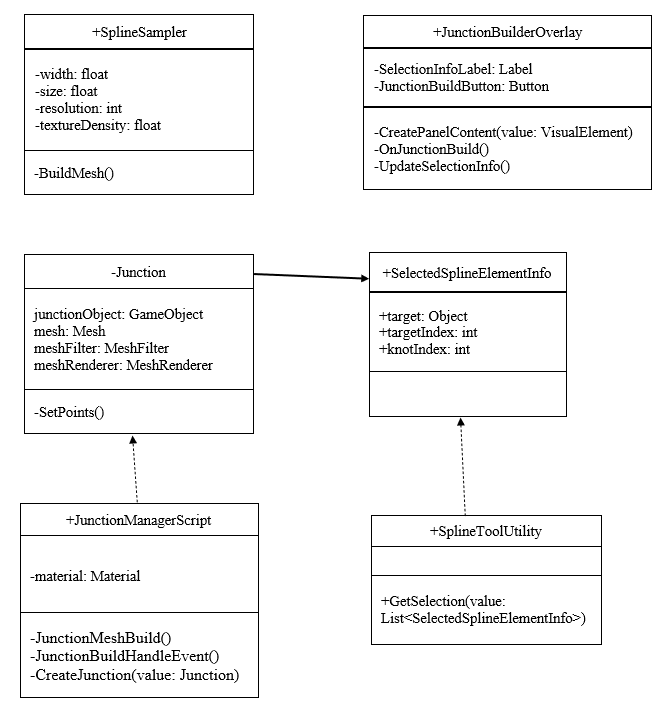 +SplineSampler
-width: float
-size: float
-resolution: int
-textureDensity: float
-BuildMesh()
+JunctionBuilderOverlay
-SelectionInfoLabel: Label
-JunctionBuildButton: Button
-CreatePanelContent(value: VisualElement)
-OnJunctionBuild()
-UpdateSelectionInfo()
-Junction
junctionObject: GameObject
mesh: Mesh
meshFilter: MeshFilter
meshRenderer: MeshRenderer
-SetPoints()
+SelectedSplineElementInfo
+target: Object
+targetIndex: int
+knotIndex: int
+JunctionManagerScript
-material: Material
-JunctionMeshBuild()
-JunctionBuildHandleEvent()
-CreateJunction(value: Junction)
+SplineToolUtility
+GetSelection(value:
List<SelectedSplineElementInfo>)